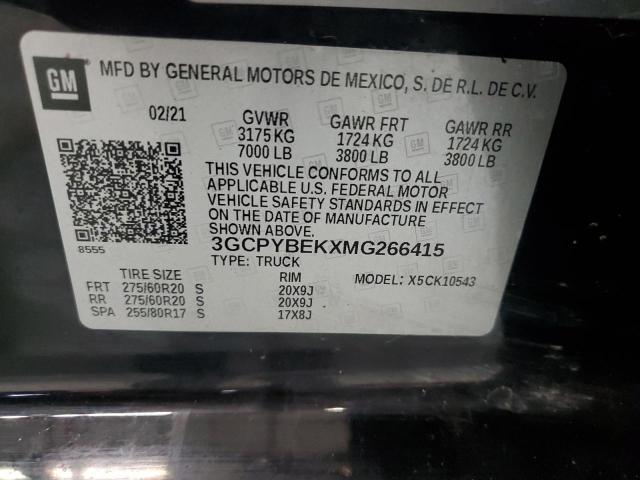 GM
MFD BY GENERAL MOTORS DE MEXICO, S. DE R.L. DE C.V.
02/21 GVWR GAWR FRT GAWR RR
3175 KG 1724 KG 1724 KG
7000 LB 3800 LB 3800 LB
THIS VEHICLE CONFORMS TO ALL
APPLICABLE U.S. FEDERAL MOTOR
VEHICLE SAFETY STANDARDS IN EFFECT
ON THE DATE OF MANUFACTURE
SHOWN ABOVE.
8555
3GCPYBEKXMG266415
TYPE: TRUCK MODEL: X5CK10543
TIRE SIZE RIM
FRT 275/60R20 S 20X9J
RR 275/60R20 S 20X9J
SPA 255/80R17 S 17X8J